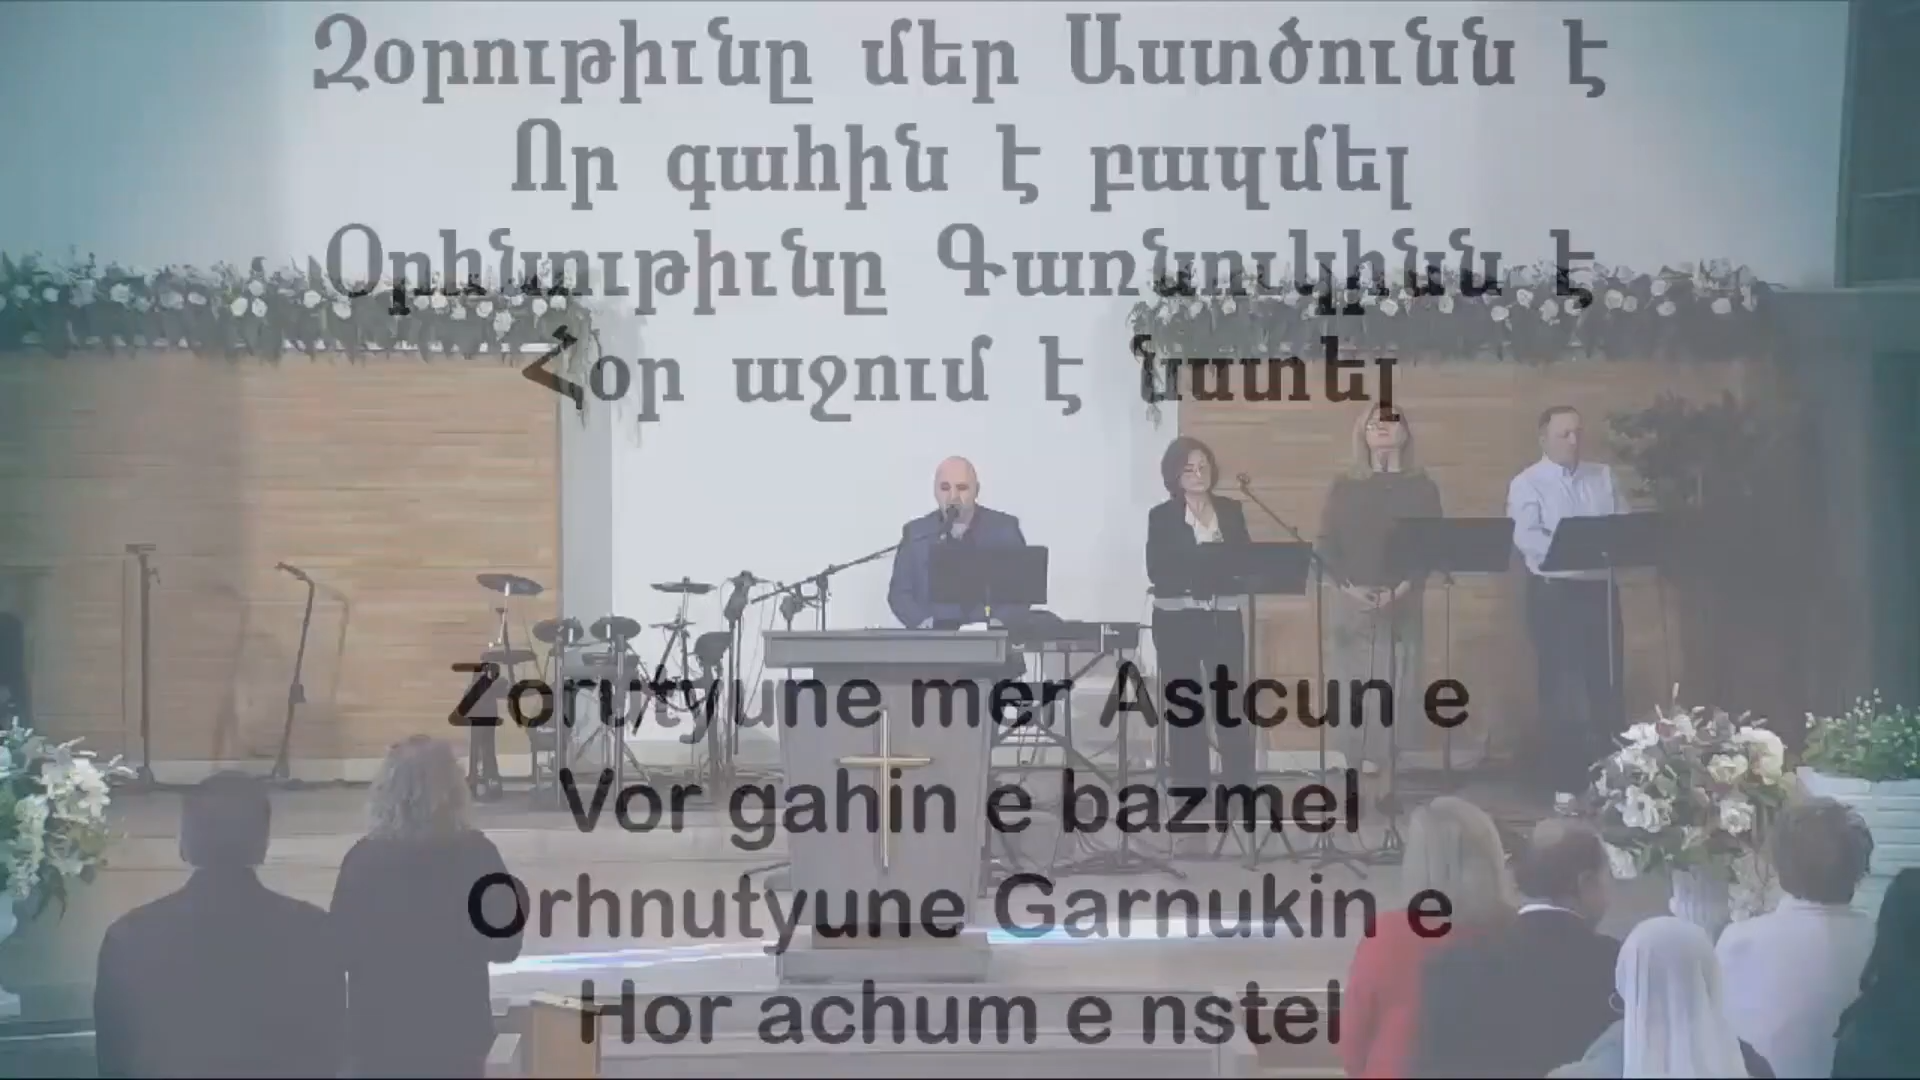 Զօրութիւնը մեր Աստծունն է
Որ գահին է բազմել
Օրհնութիւնը Գառնուկինն է
Հօր աջում է նստել
Zorutyune mer Astcun e
Vor gahin e bazmel
Orhnutyune Garnukin e
Hor achum e nstel